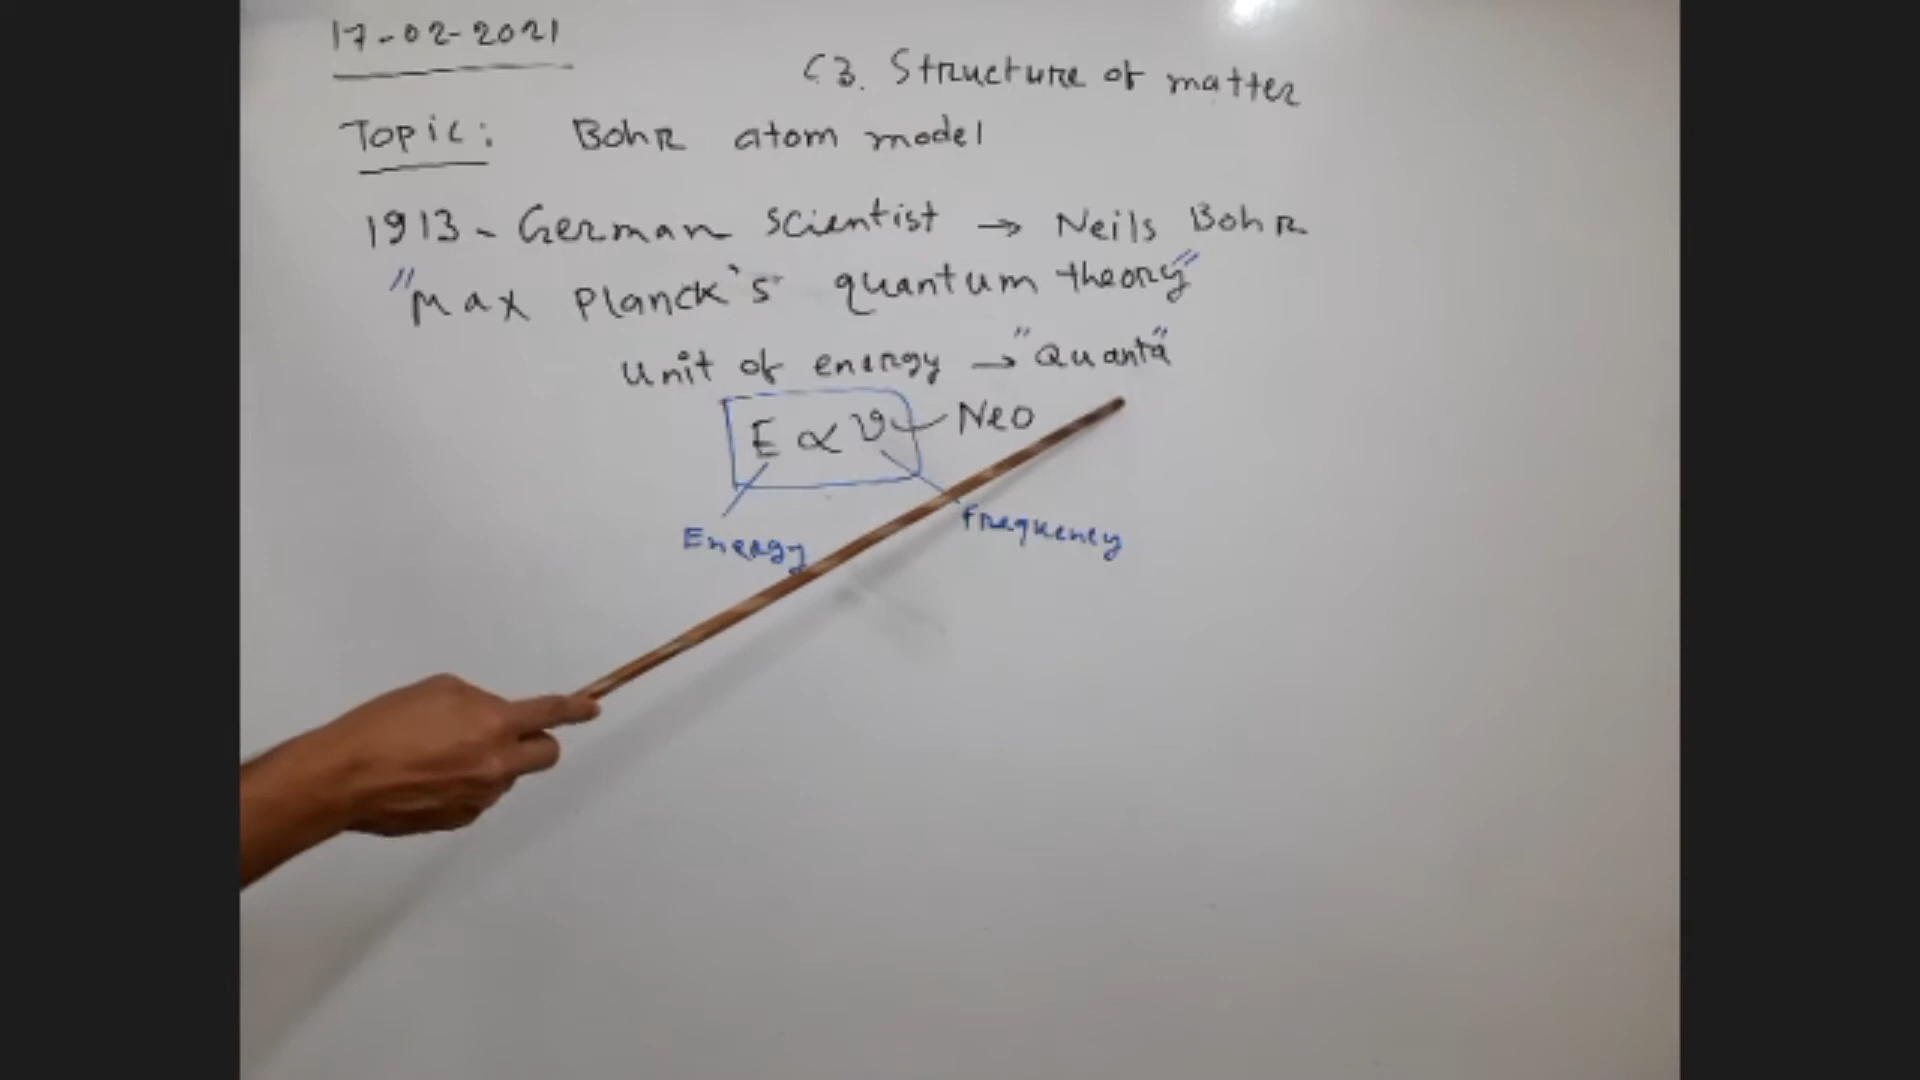 17-02-2021
C3. Structure of matter
Topic: Bohr atom model
1913 - German scientist → Neils Bohr
"Max Planck's quantum theory"
Unit of energy → "Quanta"
E ∝ ν Neo
Energy
Frequency